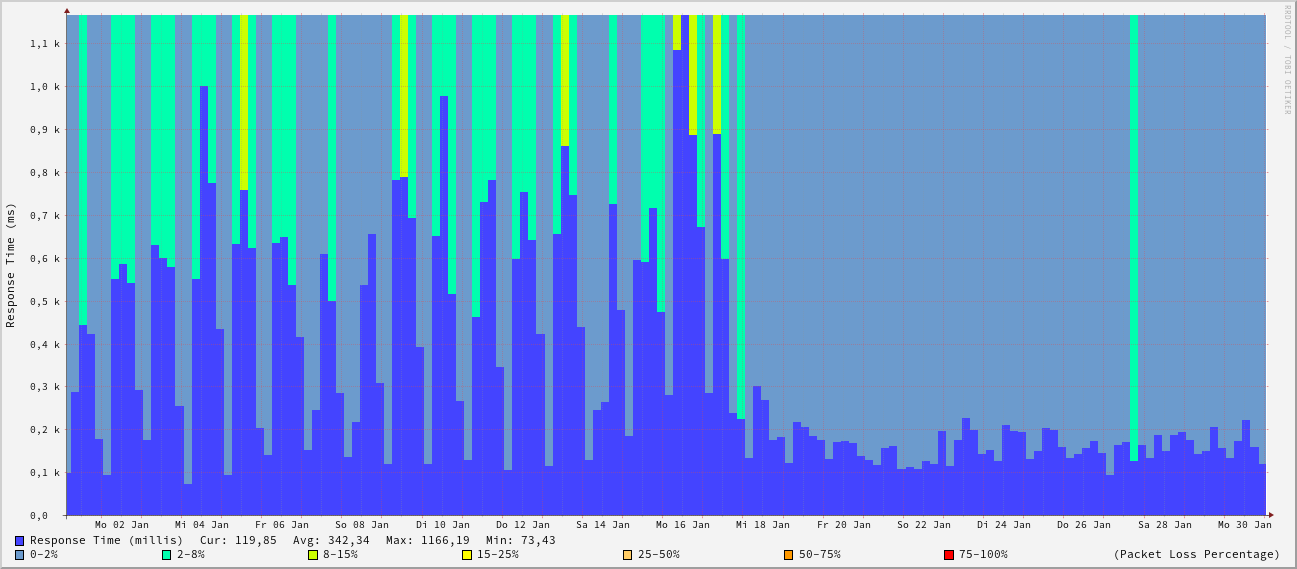 RRDTOOL / TOBI OETIKER
Response Time (ms)
1,1 k
1,0 k
0,9 k
0,8 k
0,7 k
0,6 k
0,5 k
0,4 k
0,3 k
0,2 k
0,1 k
0,0
Mo 02 Jan Mi 04 Jan Fr 06 Jan So 08 Jan Di 10 Jan Do 12 Jan Sa 14 Jan Mo 16 Jan Mi 18 Jan Fr 20 Jan So 22 Jan Di 24 Jan Do 26 Jan Sa 28 Jan Mo 30 Jan
Response Time (millis) Cur: 119,85 Avg: 342,34 Max: 1166,19 Min: 73,43
0-2% 2-8% 8-15% 15-25% 25-50% 50-75% 75-100% (Packet Loss Percentage)